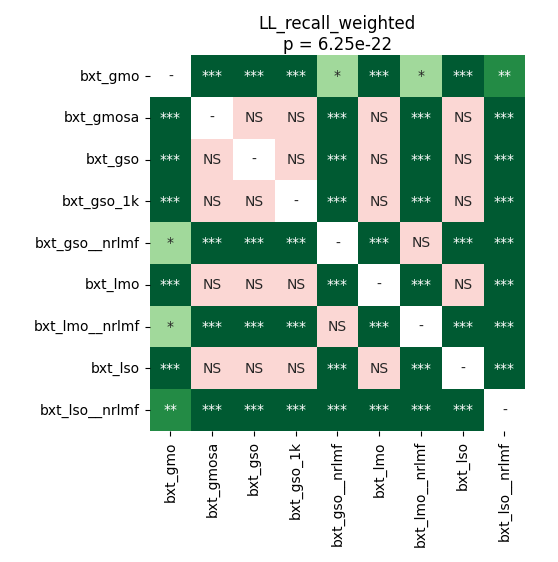 LL_recall_weighted
p = 6.25e-22
bxt_gmo - *** *** *** * *** * *** **
bxt_gmosa *** - NS NS *** NS *** NS ***
bxt_gso *** NS - NS *** NS *** NS ***
bxt_gso_1k *** NS NS - *** NS *** NS ***
bxt_gso__nrlmf * *** *** *** - *** NS *** ***
bxt_lmo *** NS NS NS *** - *** NS ***
bxt_lmo__nrlmf * *** *** *** NS *** - *** ***
bxt_lso *** NS NS NS *** NS *** - ***
bxt_lso__nrlmf ** *** *** *** *** *** *** *** -
bxt_gmo
bxt_gmosa
bxt_gso
bxt_gso_1k
bxt_gso__nrlmf
bxt_lmo
bxt_lmo__nrlmf
bxt_lso
bxt_lso__nrlmf